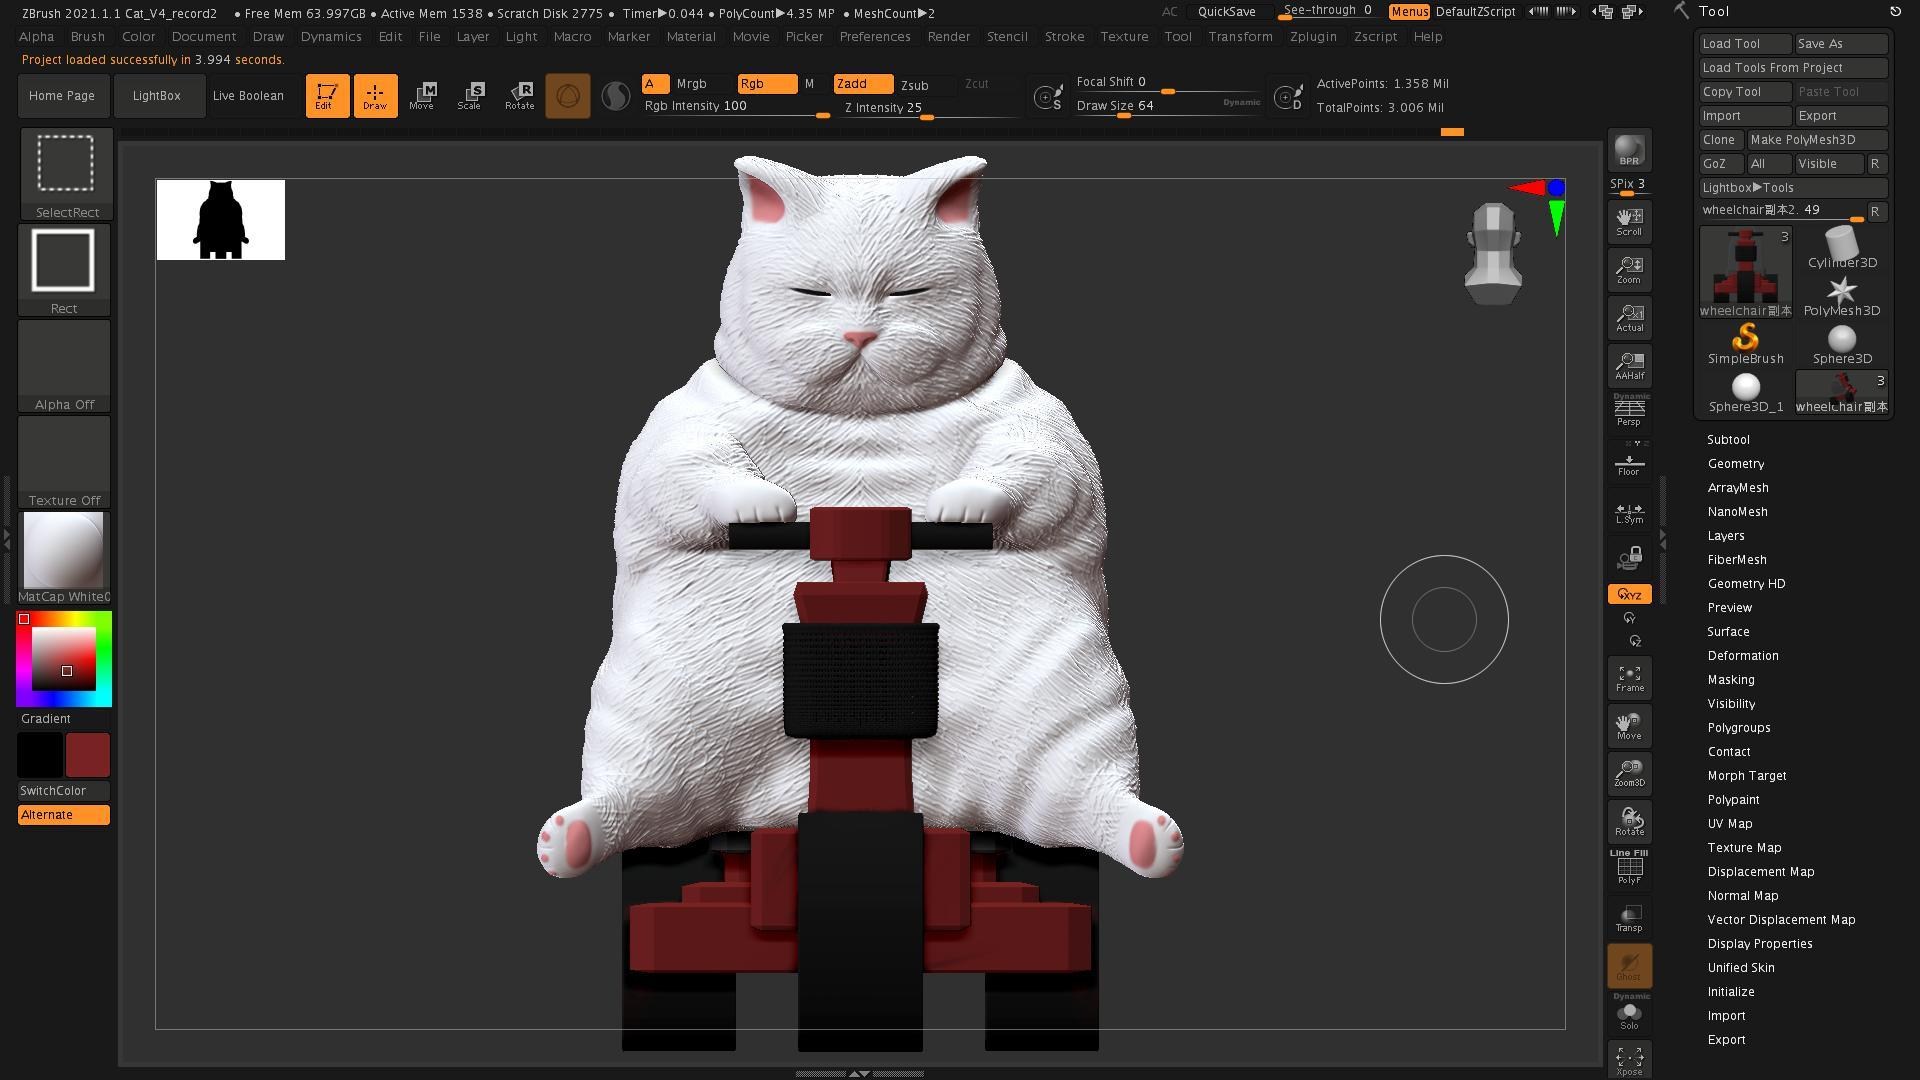 ZBrush 2021.1.1 Cat_V4_record2 • Free Mem 63.997GB • Active Mem 1538 • Scratch Disk 2775 • Timer▶0.044 • PolyCount▶4.35 MP • MeshCount▶2 AC QuickSave See-through 0 Menus DefaultZScript
Alpha Brush Color Document Draw Dynamics Edit File Layer Light Macro Marker Material Movie Picker Preferences Render Stencil Stroke Texture Tool Transform Zplugin Zscript Help
Project loaded successfully in 3.994 seconds.
Home Page LightBox Live Boolean Edit Draw Move Scale Rotate
M S R
A Mrgb Rgb M Zadd Zsub Zcut
Rgb Intensity 100 Z Intensity 25
S Focal Shift 0
Draw Size 64 Dynamic
D ActivePoints: 1.358 Mil
TotalPoints: 3.006 Mil
SelectRect
Rect
Alpha Off
Texture Off
MatCap White0
Gradient
SwitchColor
Alternate
BPR
SPix 3
Scroll
Zoom
Actual
AAHalf
Dynamic
Persp
Floor
L.Sym
XYZ
Y
Z
Frame
Move
Zoom3D
Rotate
Line Fill
PolyF
Transp
Ghost
Dynamic
Solo
Xpose
Tool
Load Tool Save As
Load Tools From Project
Copy Tool Paste Tool
Import Export
Clone Make PolyMesh3D
GoZ All Visible R
Lightbox▶Tools
wheelchair副本2. 49 R
3
wheelchair副本 Cylinder3D
PolyMesh3D
SimpleBrush Sphere3D
3
Sphere3D_1 wheelchair副本
Subtool
Geometry
ArrayMesh
NanoMesh
Layers
FiberMesh
Geometry HD
Preview
Surface
Deformation
Masking
Visibility
Polygroups
Contact
Morph Target
Polypaint
UV Map
Texture Map
Displacement Map
Normal Map
Vector Displacement Map
Display Properties
Unified Skin
Initialize
Import
Export